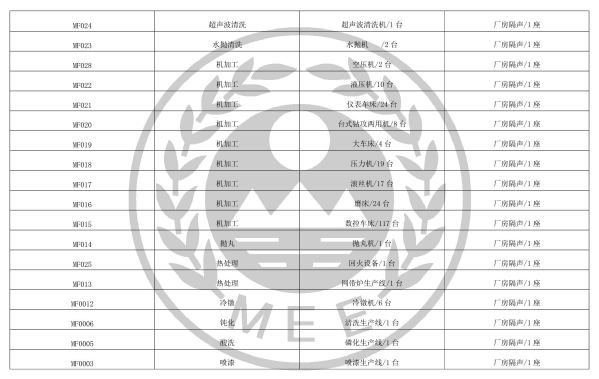 MF024 超声波清洗 超声波清洗机/1 台 厂房隔声/1 座
MF023 水抛清洗 水抛机 /2 台 厂房隔声/1 座
MF028 机加工 空压机/2 台 厂房隔声/1 座
MF022 机加工 液压机/10 台 厂房隔声/1 座
MF021 机加工 仪表车床/24 台 厂房隔声/1 座
MF020 机加工 台式钻攻两用机/8 台 厂房隔声/1 座
MF019 机加工 大车床/4 台 厂房隔声/1 座
MF018 机加工 压力机/19 台 厂房隔声/1 座
MF017 机加工 滚丝机/17 台 厂房隔声/1 座
MF016 机加工 磨床/24 台 厂房隔声/1 座
MF015 机加工 数控车床/117 台 厂房隔声/1 座
MF014 抛丸 抛丸机/1 台 厂房隔声/1 座
MF025 热处理 回火设备/1 台 厂房隔声/1 座
MF013 热处理 网带炉生产线/1 台 厂房隔声/1 座
MF0012 冷镦 冷镦机/6 台 厂房隔声/1 座
MF0006 钝化 清洗生产线/1 台 厂房隔声/1 座
MF0005 酸洗 磷化生产线/1 台 厂房隔声/1 座
MF0003 喷漆 喷漆生产线/1 台 厂房隔声/1 座
MEE